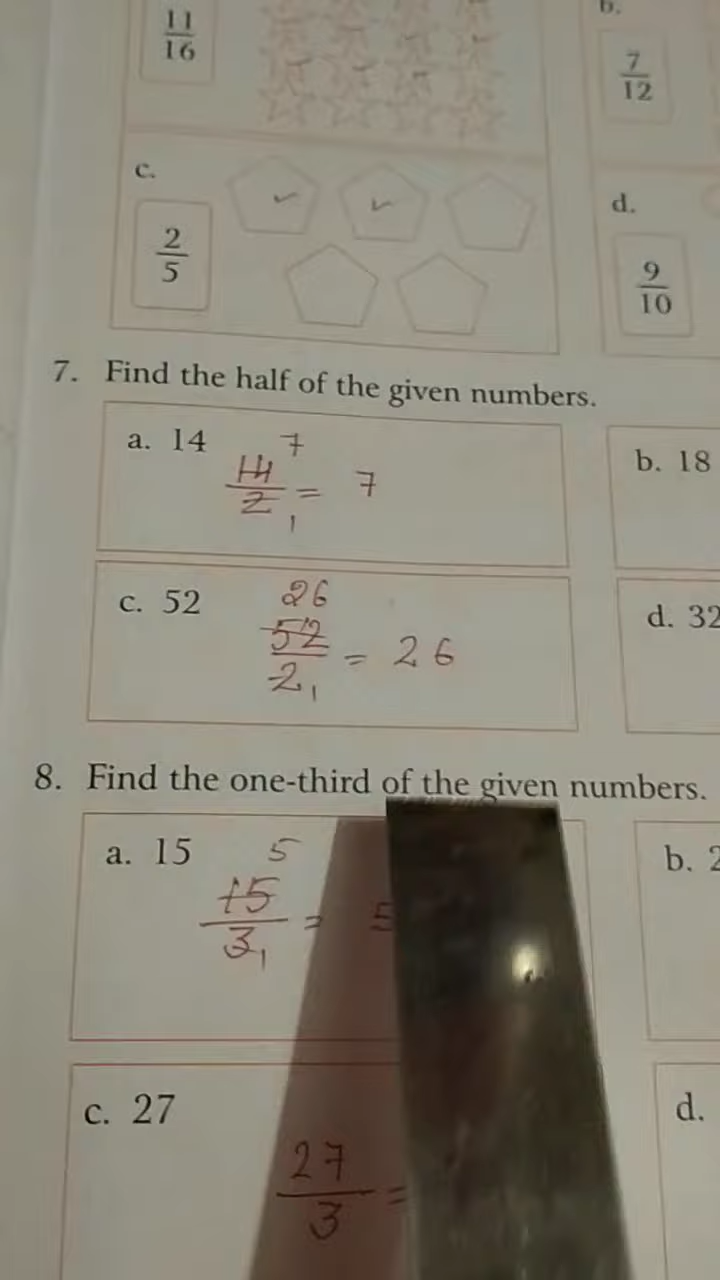 11
16
b.
7
12
c.
2
5
d.
9
10
7. Find the half of the given numbers.
a. 14
7
14
2 1 = 7
b. 18
c. 52
26
52
2 1 = 26
d. 32
8. Find the one-third of the given numbers.
a. 15
5
15
3 1 = 5
b. 2
c. 27
27
3 =
d.